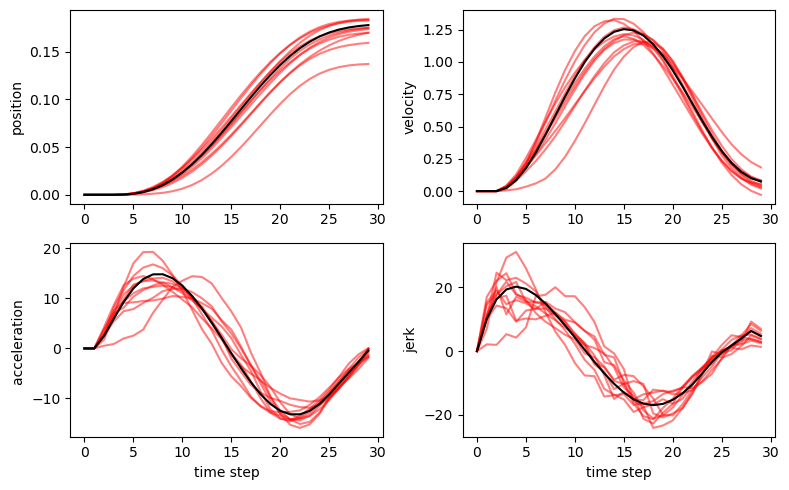 position
0.15
0.10
0.05
0.00
0 5 10 15 20 25 30
velocity
1.25
1.00
0.75
0.50
0.25
0.00
0 5 10 15 20 25 30
acceleration
20
10
0
−10
0 5 10 15 20 25 30
time step
jerk
20
0
−20
0 5 10 15 20 25 30
time step